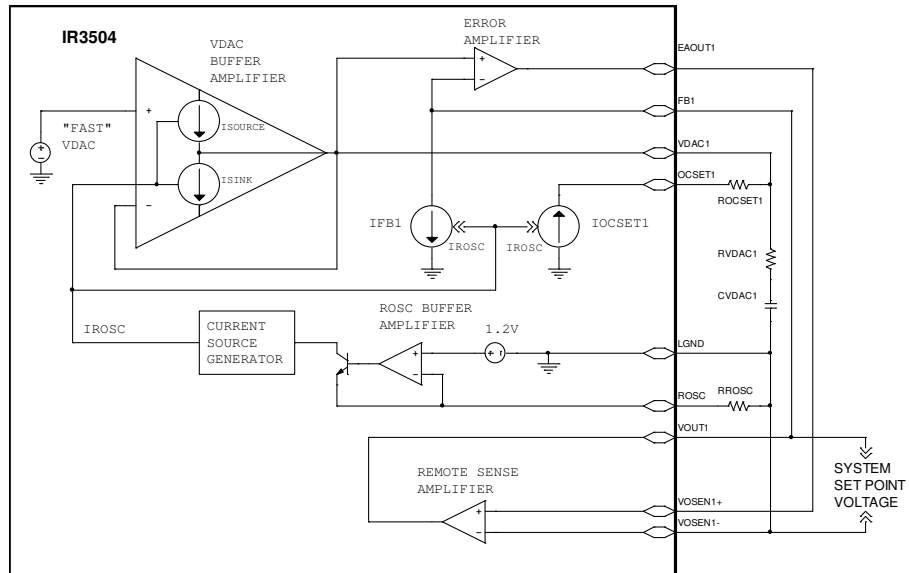 IR3504
VDAC
BUFFER
AMPLIFIER
ERROR
AMPLIFIER
EAOUT1
+
-
FB1
+
"FAST"
VDAC
ISOURCE
VDAC1
ISINK
OCSET1
-
ROCSET1
IFB1
IROSC
IROSC
IOCSET1
RVDAC1
CVDAC1
ROSC BUFFER
AMPLIFIER
1.2V
IROSC
CURRENT
SOURCE
GENERATOR
+
-
LGND
ROSC
RROSC
VOUT1
REMOTE SENSE
AMPLIFIER
SYSTEM
SET POINT
VOLTAGE
+
-
VOSEN1+
VOSEN1-